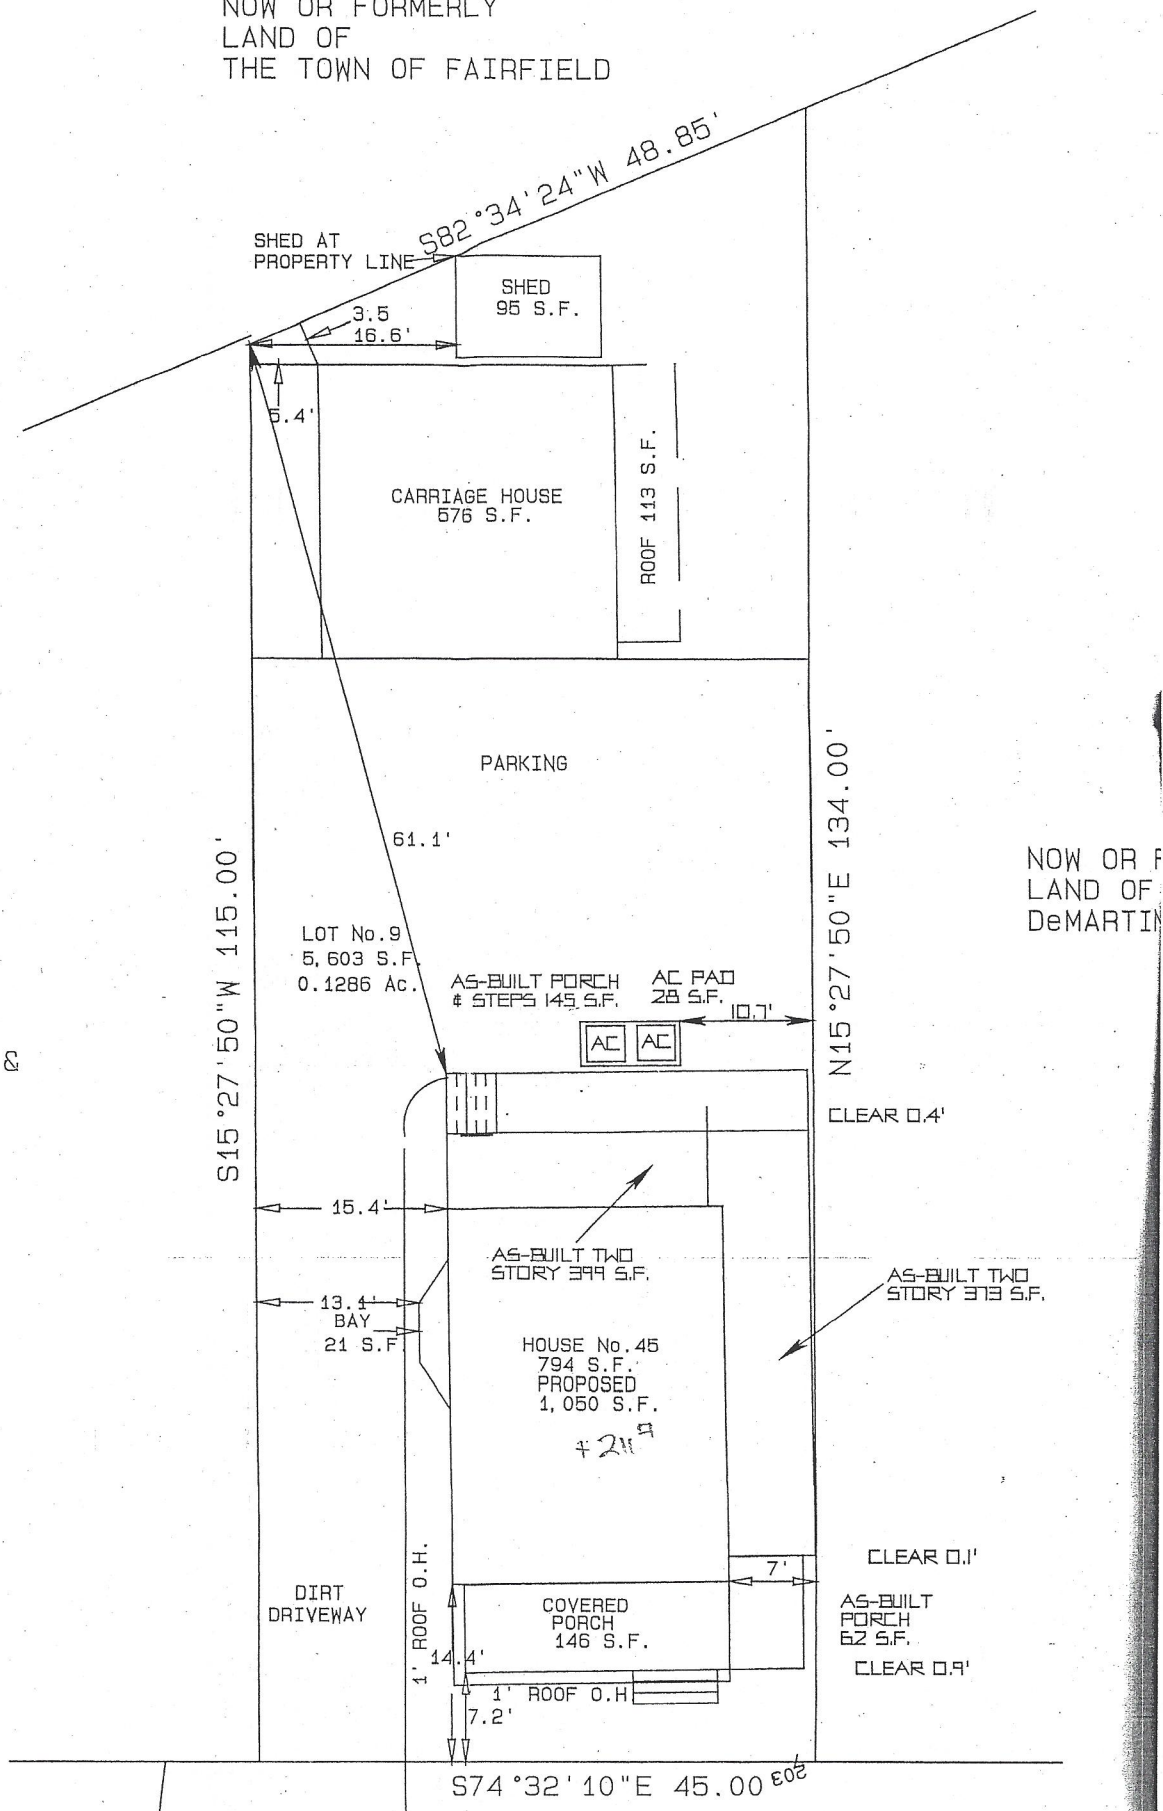 NOW OR FORMERLY
LAND OF
THE TOWN OF FAIRFIELD
S82°34'24"W 48.85'
SHED AT
PROPERTY LINE
SHED
95 S.F.
3.5
16.6'
5.4'
CARRIAGE HOUSE
576 S.F.
ROOF 113 S.F.
PARKING
61.1'
S15°27'50"W 115.00'
N15°27'50"E 134.00'
NOW OR F
LAND OF
DeMARTIN
LOT No.9
5,603 S.F.
0.1286 Ac.
AS-BUILT PORCH
& STEPS 145 S.F.
AC PAD
28 S.F.
10.7'
AC AC
CLEAR 0.4'
15.4'
AS-BUILT TWO
STORY 399 S.F.
AS-BUILT TWO
STORY 373 S.F.
13.1'
BAY
21 S.F.
HOUSE No.45
794 S.F.
PROPOSED
1,050 S.F.
CLEAR 0.1'
7'
DIRT
DRIVEWAY
1' ROOF O.H.
COVERED
PORCH
146 S.F.
AS-BUILT
PORCH
62 S.F.
CLEAR 0.9'
14.4'
1' ROOF O.H
7.2'
S74°32'10"E 45.00
203